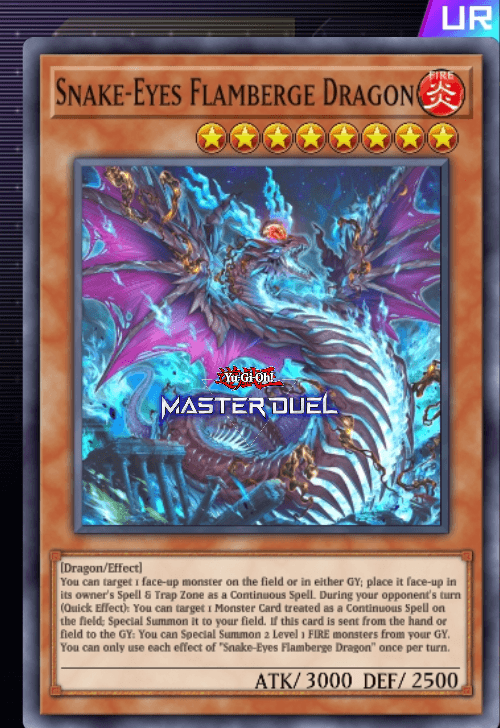 UR
SNAKE-EYES FLAMBERGE DRAGON
FIRE
炎
Yu-Gi-Oh!
MASTER DUEL
[Dragon/Effect]
You can target 1 face-up monster on the field or in either GY; place it face-up in
its owner's Spell & Trap Zone as a Continuous Spell. During your opponent's turn
(Quick Effect): You can target 1 Monster Card treated as a Continuous Spell on
the field; Special Summon it to your field. If this card is sent from the hand or
field to the GY: You can Special Summon 2 Level 1 FIRE monsters from your GY.
You can only use each effect of "Snake-Eyes Flamberge Dragon" once per turn.
ATK/ 3000 DEF/ 2500